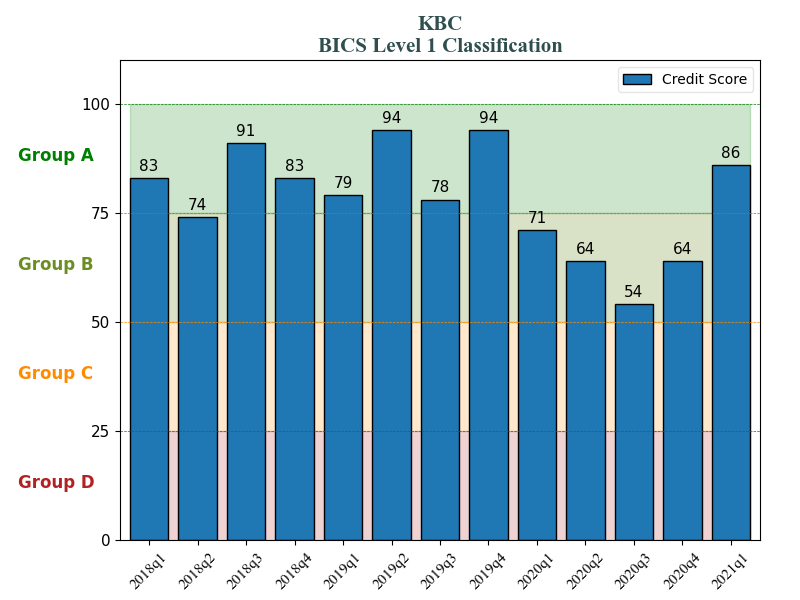 KBC
BICS Level 1 Classification
Credit Score
100
Group A
94
94
91
86
83
83
79
78
75
74
71
Group B
64
64
54
50
Group C
25
Group D
0
2018q1
2018q2
2018q3
2018q4
2019q1
2019q2
2019q3
2019q4
2020q1
2020q2
2020q3
2020q4
2021q1